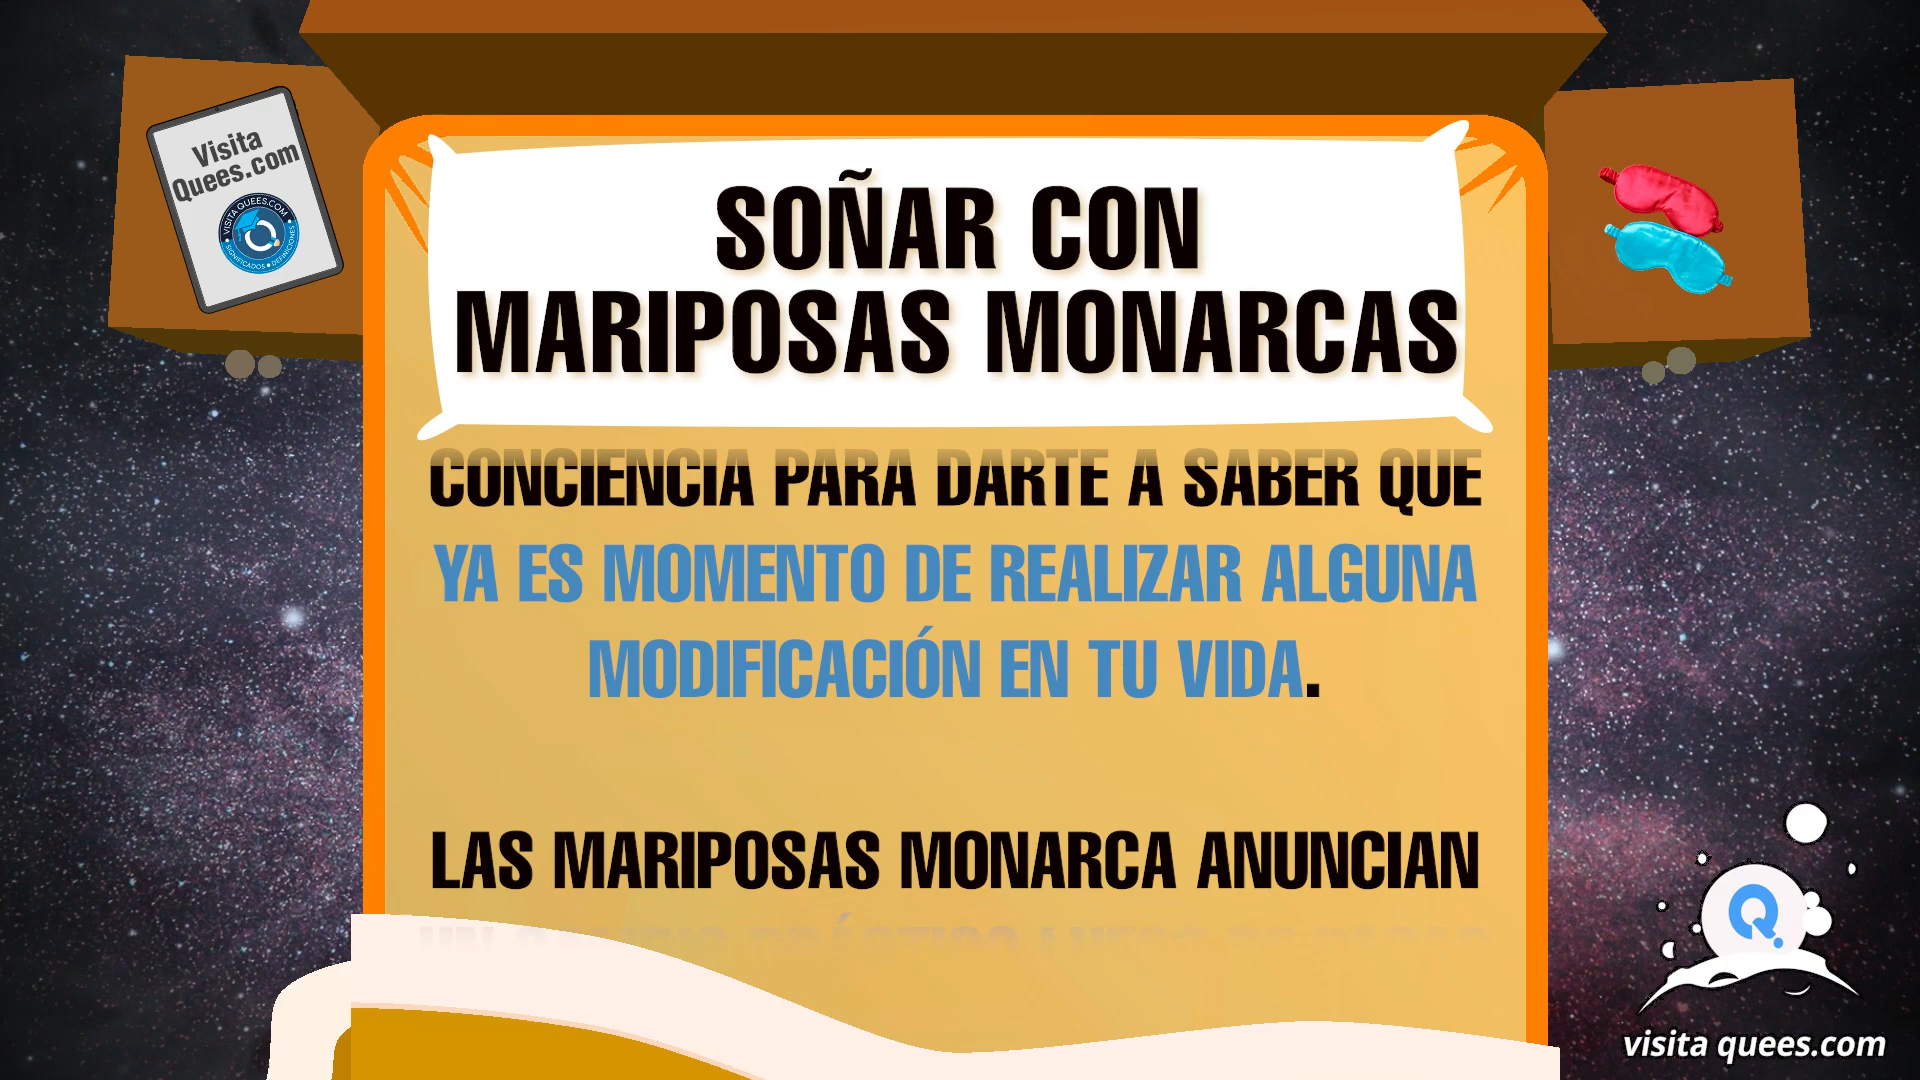 Visita
Quees.com
VISITA QUEES.COM
SIGNIFICADOS • DEFINICIONES
SOÑAR CON
MARIPOSAS MONARCAS
CONCIENCIA PARA DARTE A SABER QUE
YA ES MOMENTO DE REALIZAR ALGUNA
MODIFICACIÓN EN TU VIDA.
LAS MARIPOSAS MONARCA ANUNCIAN
Q.
visita quees.com